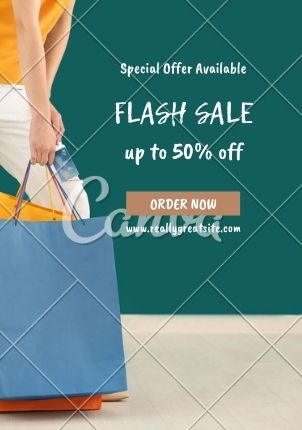 Special Offer Available
FLASH SALE
up to 50% off
ORDER NOW
Canva
www.reallygreatsite.com